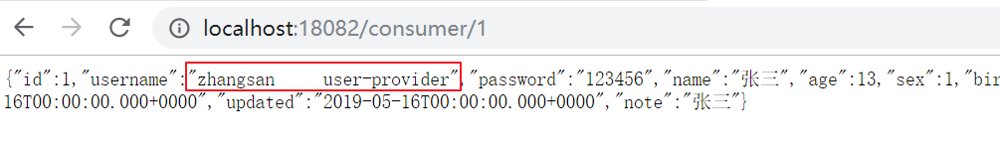 localhost:18082/consumer/1
{"id":1,"username":"zhangsan    user-provider","password":"123456","name":"张三","age":13,"sex":1,"bir
16T00:00:00.000+0000","updated":"2019-05-16T00:00:00.000+0000","note":"张三"}